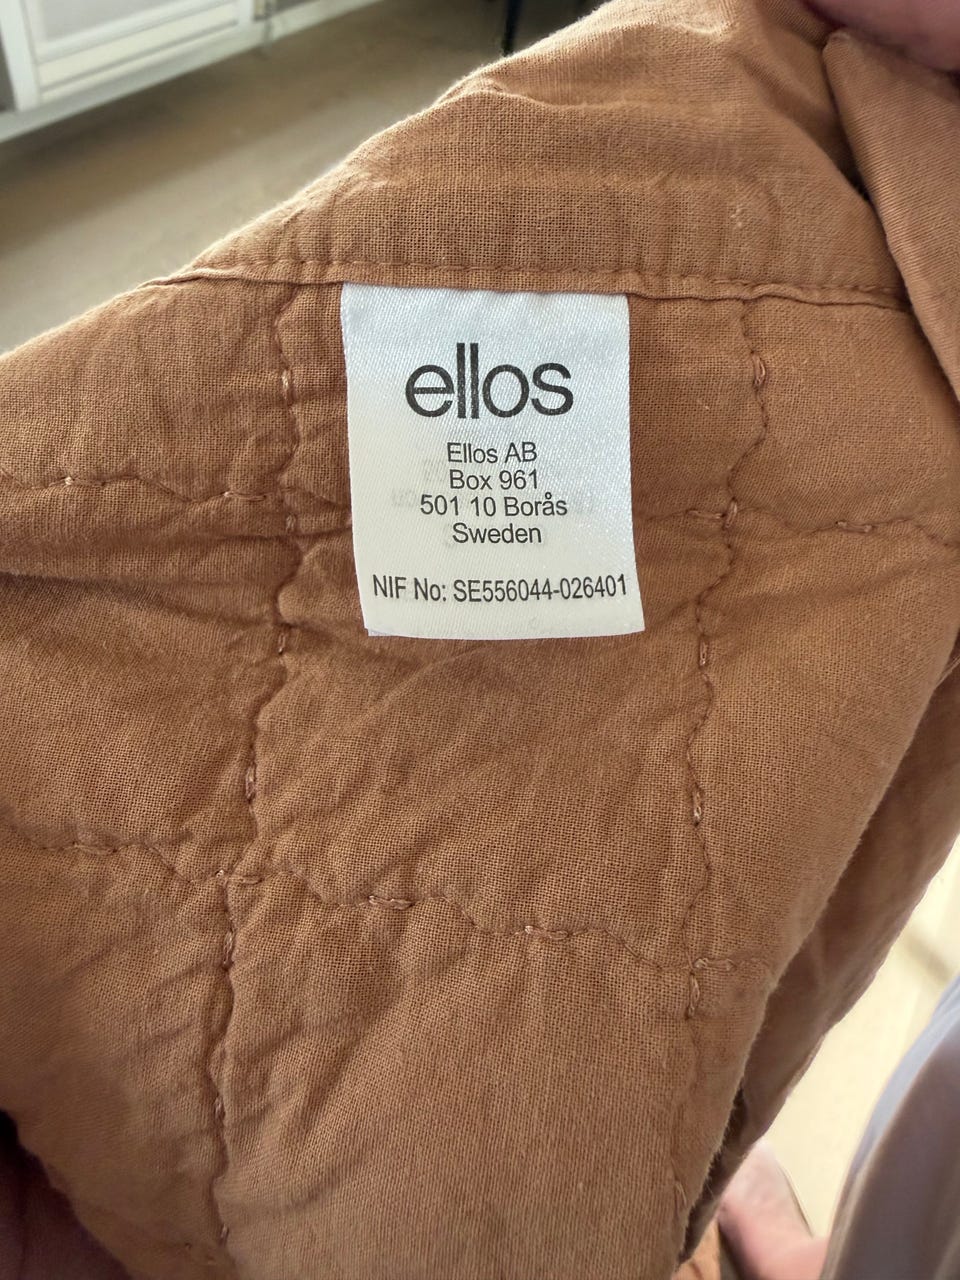 ellos
Ellos AB
Box 961
501 10 Borås
Sweden
NIF No: SE556044-026401